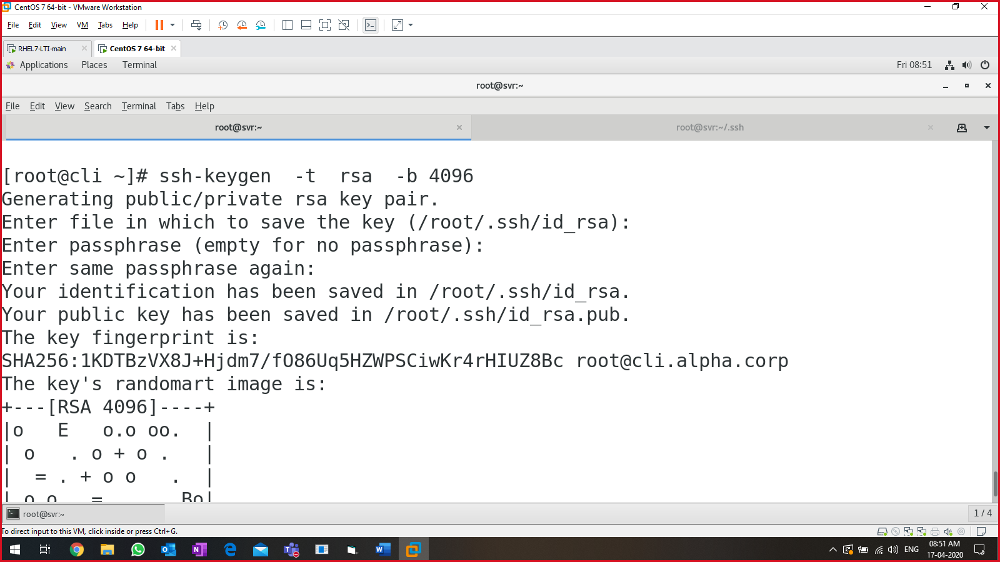 CentOS 7 64-bit - VMware Workstation
File Edit View VM Tabs Help
RHEL7-LTI-main CentOS 7 64-bit
Applications Places Terminal Fri 08:51
root@svr:~
File Edit View Search Terminal Tabs Help
root@svr:~ root@svr:~/.ssh
[root@cli ~]# ssh-keygen  -t  rsa  -b 4096
Generating public/private rsa key pair.
Enter file in which to save the key (/root/.ssh/id_rsa):
Enter passphrase (empty for no passphrase):
Enter same passphrase again:
Your identification has been saved in /root/.ssh/id_rsa.
Your public key has been saved in /root/.ssh/id_rsa.pub.
The key fingerprint is:
SHA256:1KDTBzVX8J+Hjdm7/fO86Uq5HZWPSCiwKr4rHIUZ8Bc root@cli.alpha.corp
The key's randomart image is:
+---[RSA 4096]----+
|o   E   o.o oo.  |
| o   . o + o .   |
|  = . + o o   .  |
| o o   =       Bo|
root@svr:~ 1 / 4
To direct input to this VM, click inside or press Ctrl+G.
ENG 08:51 AM
17-04-2020